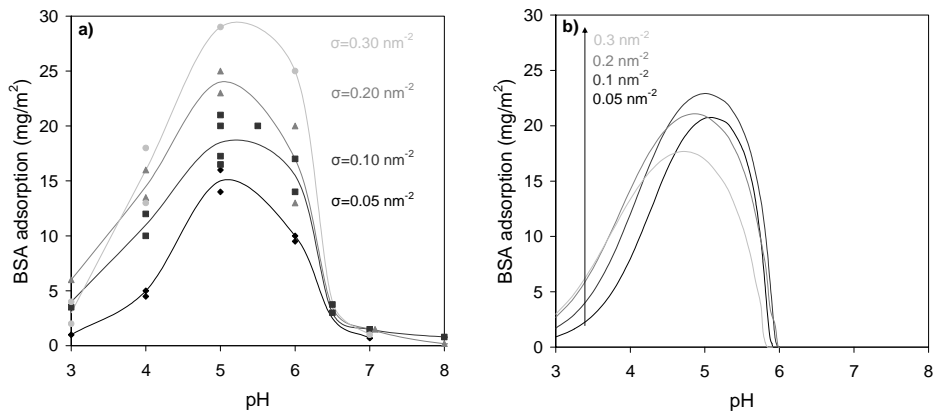 a)
BSA adsorption (mg/m²)
30
25
20
15
10
5
0
σ=0.30 nm⁻²
σ=0.20 nm⁻²
σ=0.10 nm⁻²
σ=0.05 nm⁻²
3 4 5 6 7 8
pH
b)
BSA adsorption (mg/m²)
30
25
20
15
10
5
0
0.3 nm⁻²
0.2 nm⁻²
0.1 nm⁻²
0.05 nm⁻²
3 4 5 6 7 8
pH